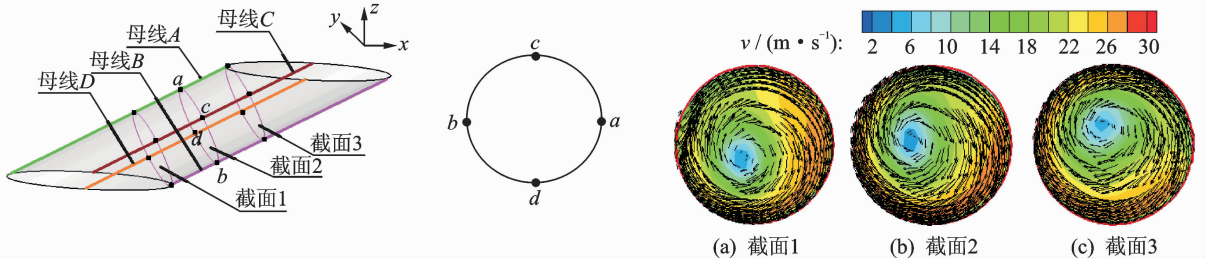 母线A
母线B
母线C
母线D
a
b
c
d
截面1
截面2
截面3
x
y
z
c
b
a
d
v / (m · s⁻¹):
2 6 10 14 18 22 26 30
(a) 截面1
(b) 截面2
(c) 截面3